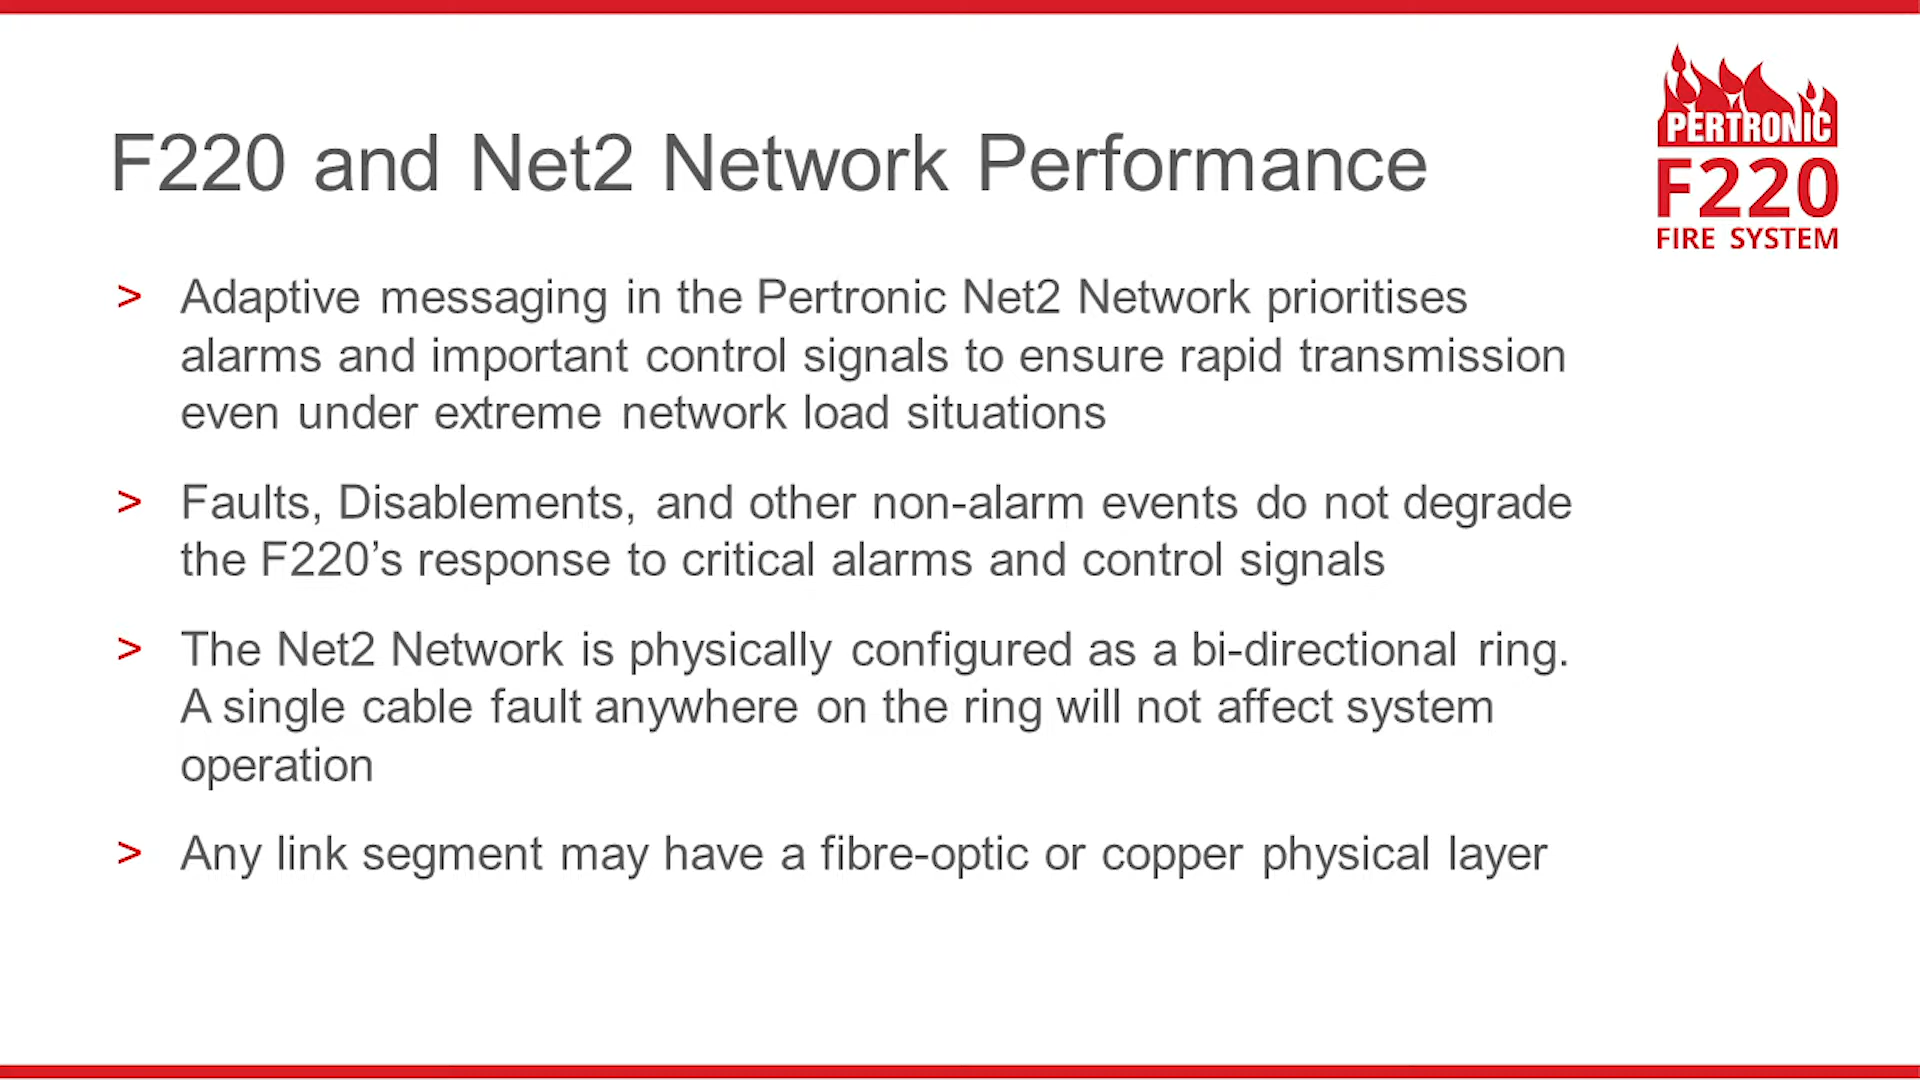 PERTRONIC
F220
FIRE SYSTEM
F220 and Net2 Network Performance
> Adaptive messaging in the Pertronic Net2 Network prioritises
alarms and important control signals to ensure rapid transmission
even under extreme network load situations
> Faults, Disablements, and other non-alarm events do not degrade
the F220’s response to critical alarms and control signals
> The Net2 Network is physically configured as a bi-directional ring.
A single cable fault anywhere on the ring will not affect system
operation
> Any link segment may have a fibre-optic or copper physical layer